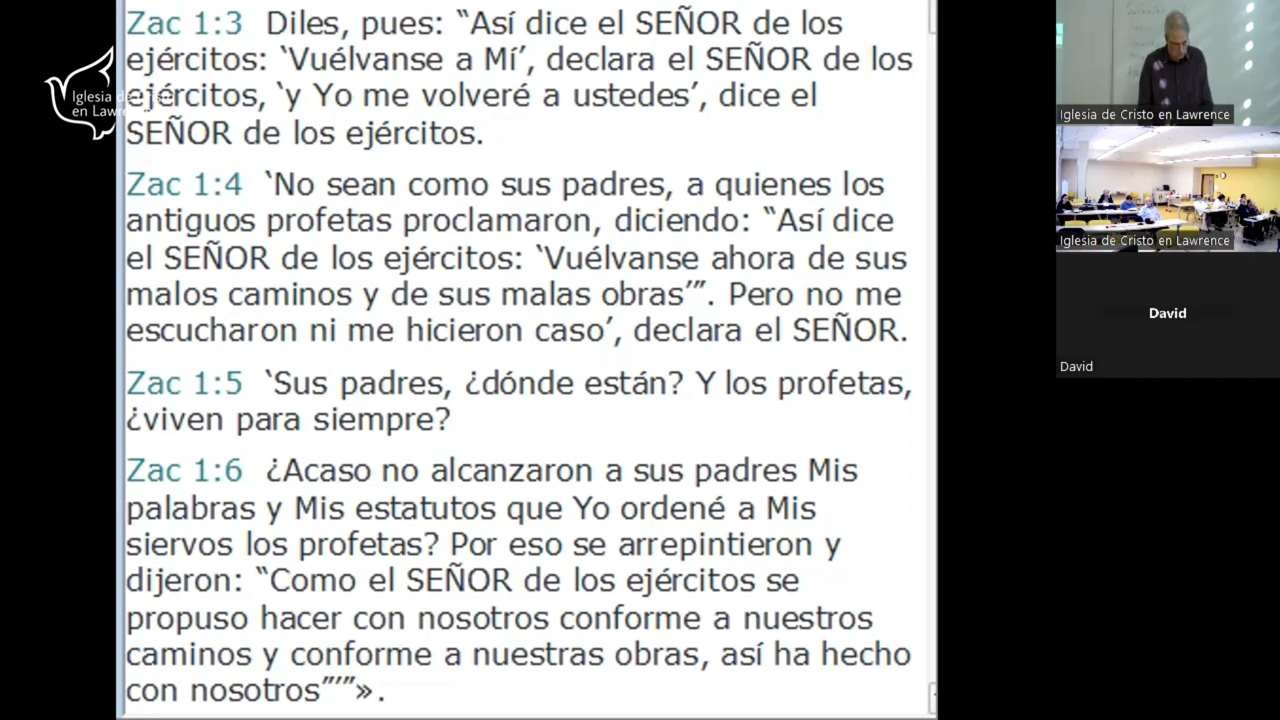 Zac 1:3 Diles, pues: “Así dice el SEÑOR de los
ejércitos: ‘Vuélvanse a Mí’, declara el SEÑOR de los
ejércitos, ‘y Yo me volveré a ustedes’, dice el
SEÑOR de los ejércitos.
Zac 1:4 ‘No sean como sus padres, a quienes los
antiguos profetas proclamaron, diciendo: “Así dice
el SEÑOR de los ejércitos: ‘Vuélvanse ahora de sus
malos caminos y de sus malas obras’”. Pero no me
escucharon ni me hicieron caso’, declara el SEÑOR.
Zac 1:5 ‘Sus padres, ¿dónde están? Y los profetas,
¿viven para siempre?
Zac 1:6 ¿Acaso no alcanzaron a sus padres Mis
palabras y Mis estatutos que Yo ordené a Mis
siervos los profetas? Por eso se arrepintieron y
dijeron: “Como el SEÑOR de los ejércitos se
propuso hacer con nosotros conforme a nuestros
caminos y conforme a nuestras obras, así ha hecho
con nosotros”’”».
Iglesia de Cristo
en Lawrence
Iglesia de Cristo en Lawrence
Iglesia de Cristo en Lawrence
David
David